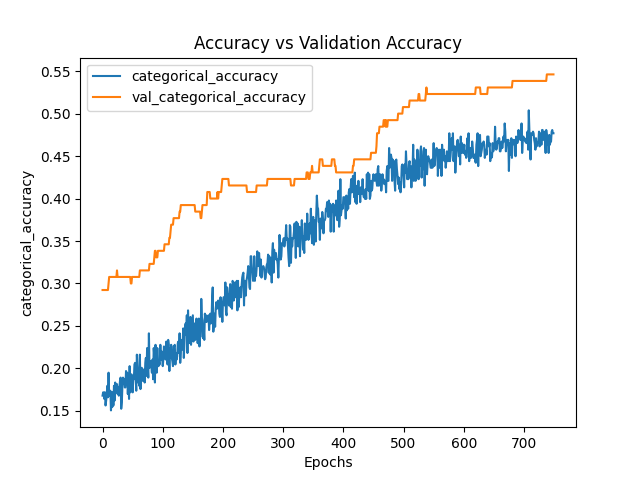 Accuracy vs Validation Accuracy
categorical_accuracy
val_categorical_accuracy
categorical_accuracy
0.55
0.50
0.45
0.40
0.35
0.30
0.25
0.20
0.15
0 100 200 300 400 500 600 700
Epochs